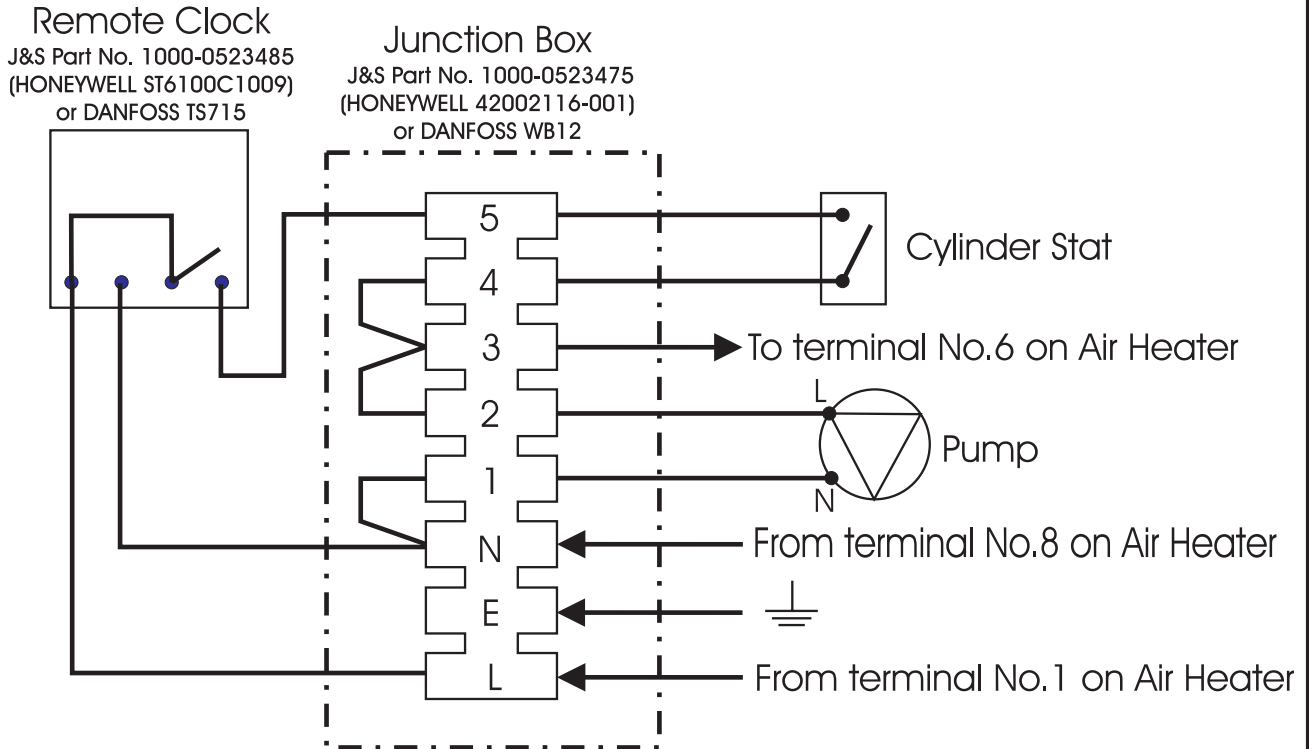 Remote Clock
J&S Part No. 1000-0523485
(HONEYWELL ST6100C1009)
or DANFOSS TS715
Junction Box
J&S Part No. 1000-0523475
(HONEYWELL 42002116-001)
or DANFOSS WB12
5
Cylinder Stat
4
3
To terminal No.6 on Air Heater
L
2
Pump
1
N
N
From terminal No.8 on Air Heater
E
L
From terminal No.1 on Air Heater